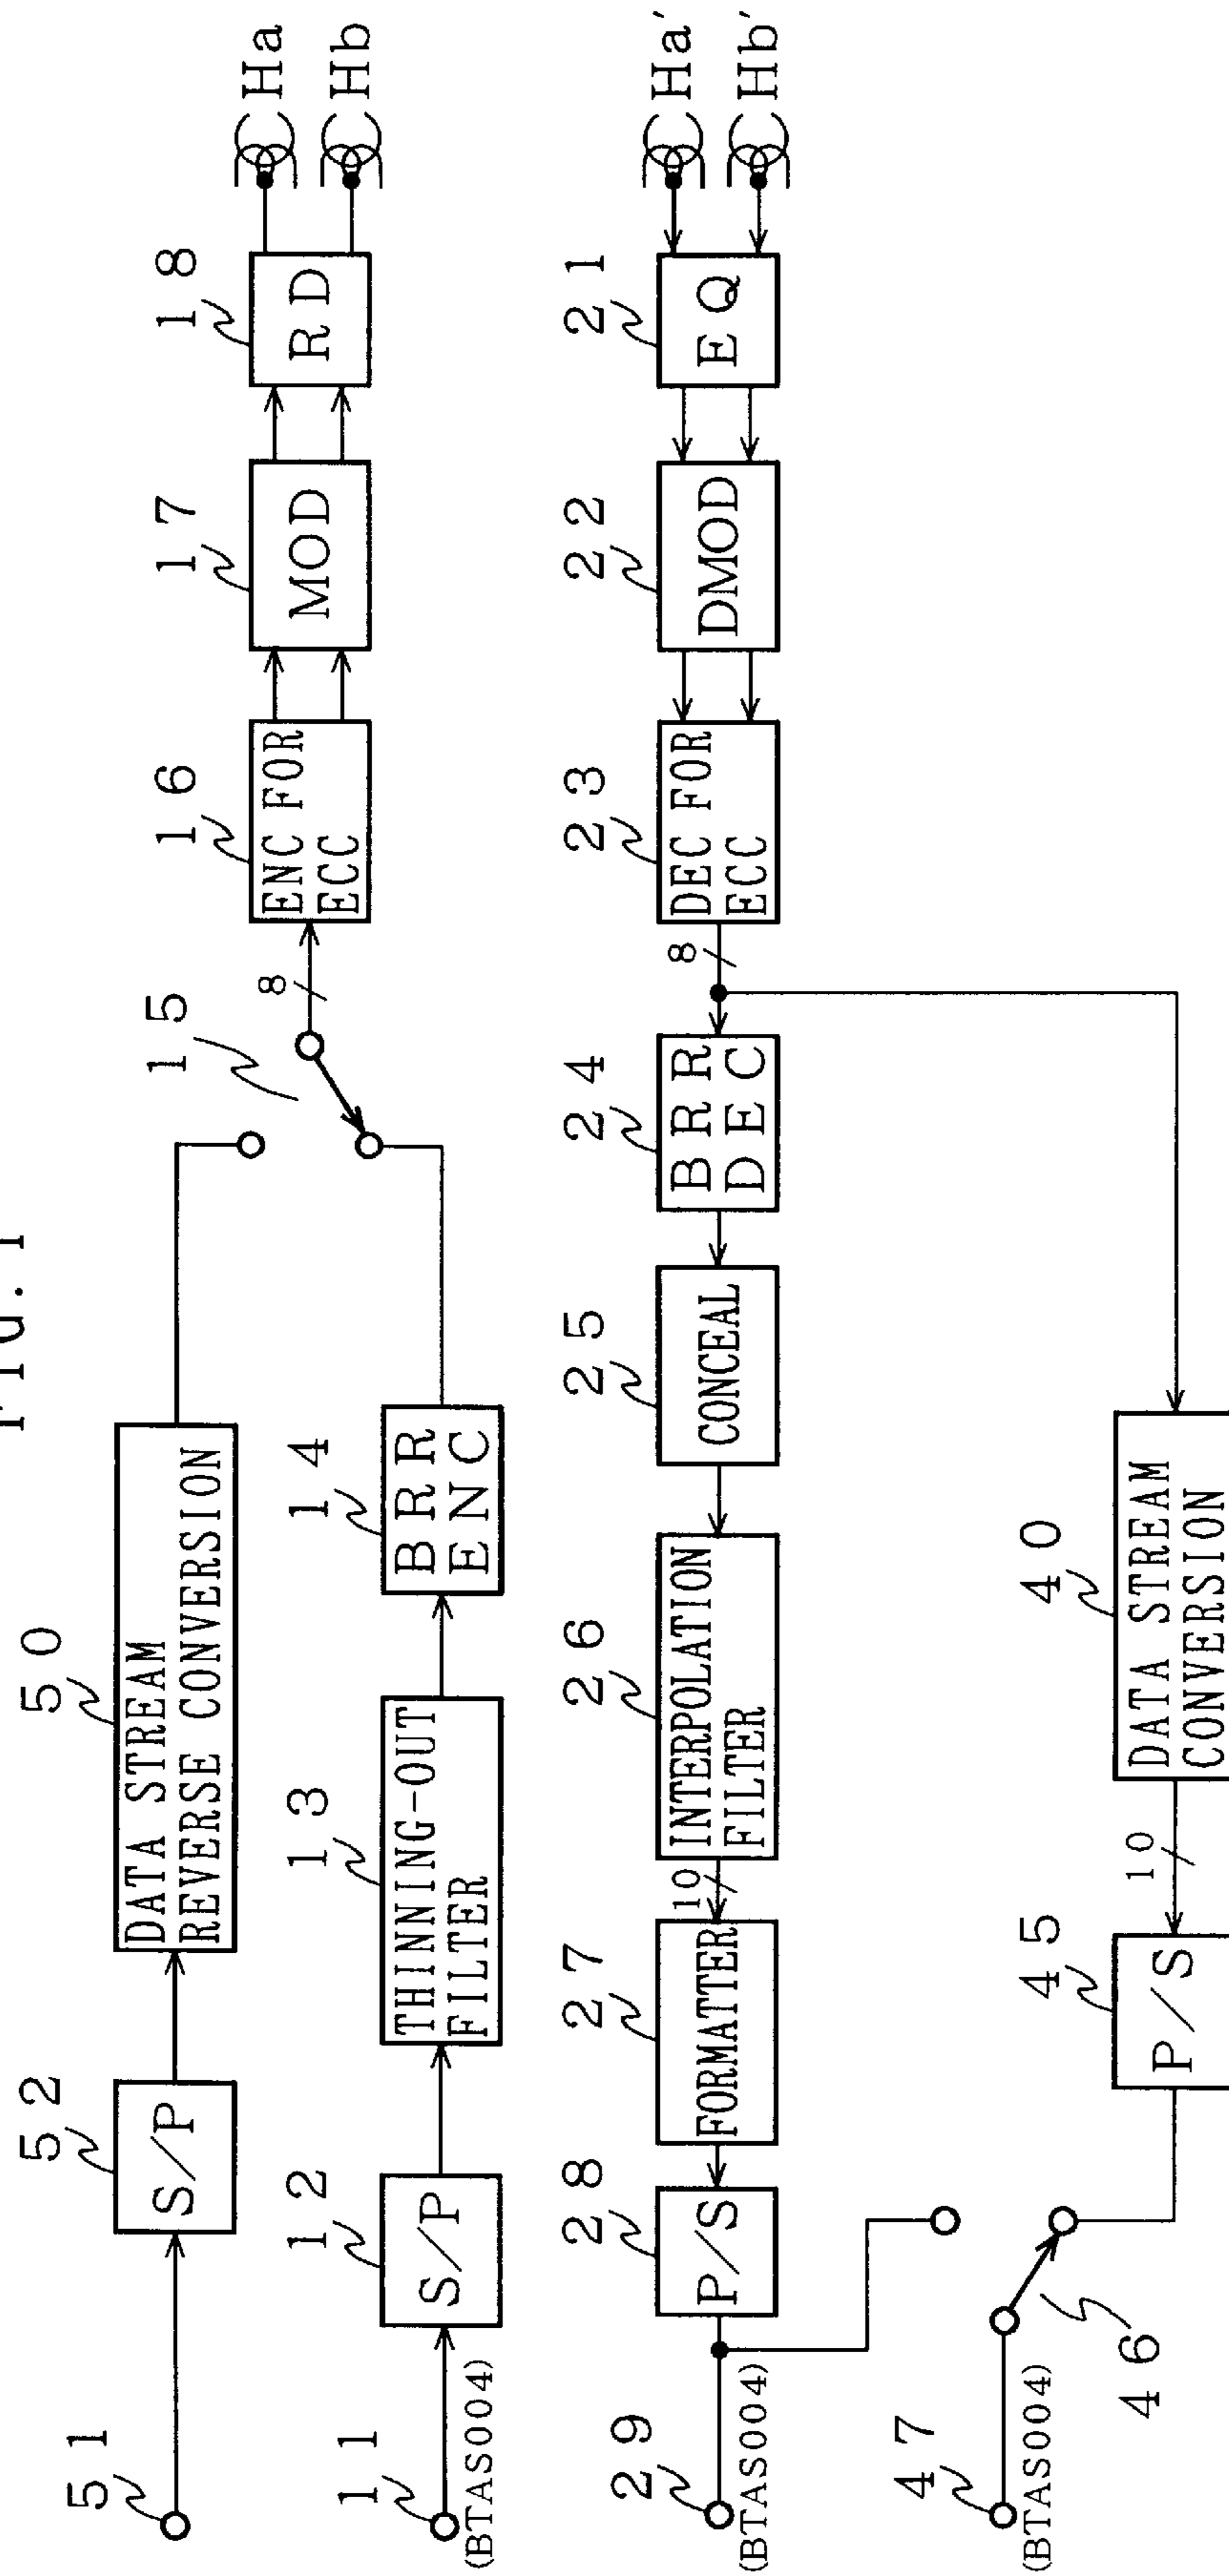 FIG. 1
51
52
S/P
50
DATA STREAM
REVERSE CONVERSION
15
8
16
ENC FOR
ECC
17
MOD
18
RD
Ha
Hb
11
(BTAS004)
12
S/P
13
THINNING-OUT
FILTER
14
BRR
ENC
29
(BTAS004)
28
P/S
27
FORMATTER
10
26
INTERPOLATION
FILTER
25
CONCEAL
24
BRR
DEC
8
23
DEC FOR
ECC
22
DMOD
21
EQ
Ha'
Hb'
47
(BTAS004)
46
45
P/S
10
40
DATA STREAM
CONVERSION